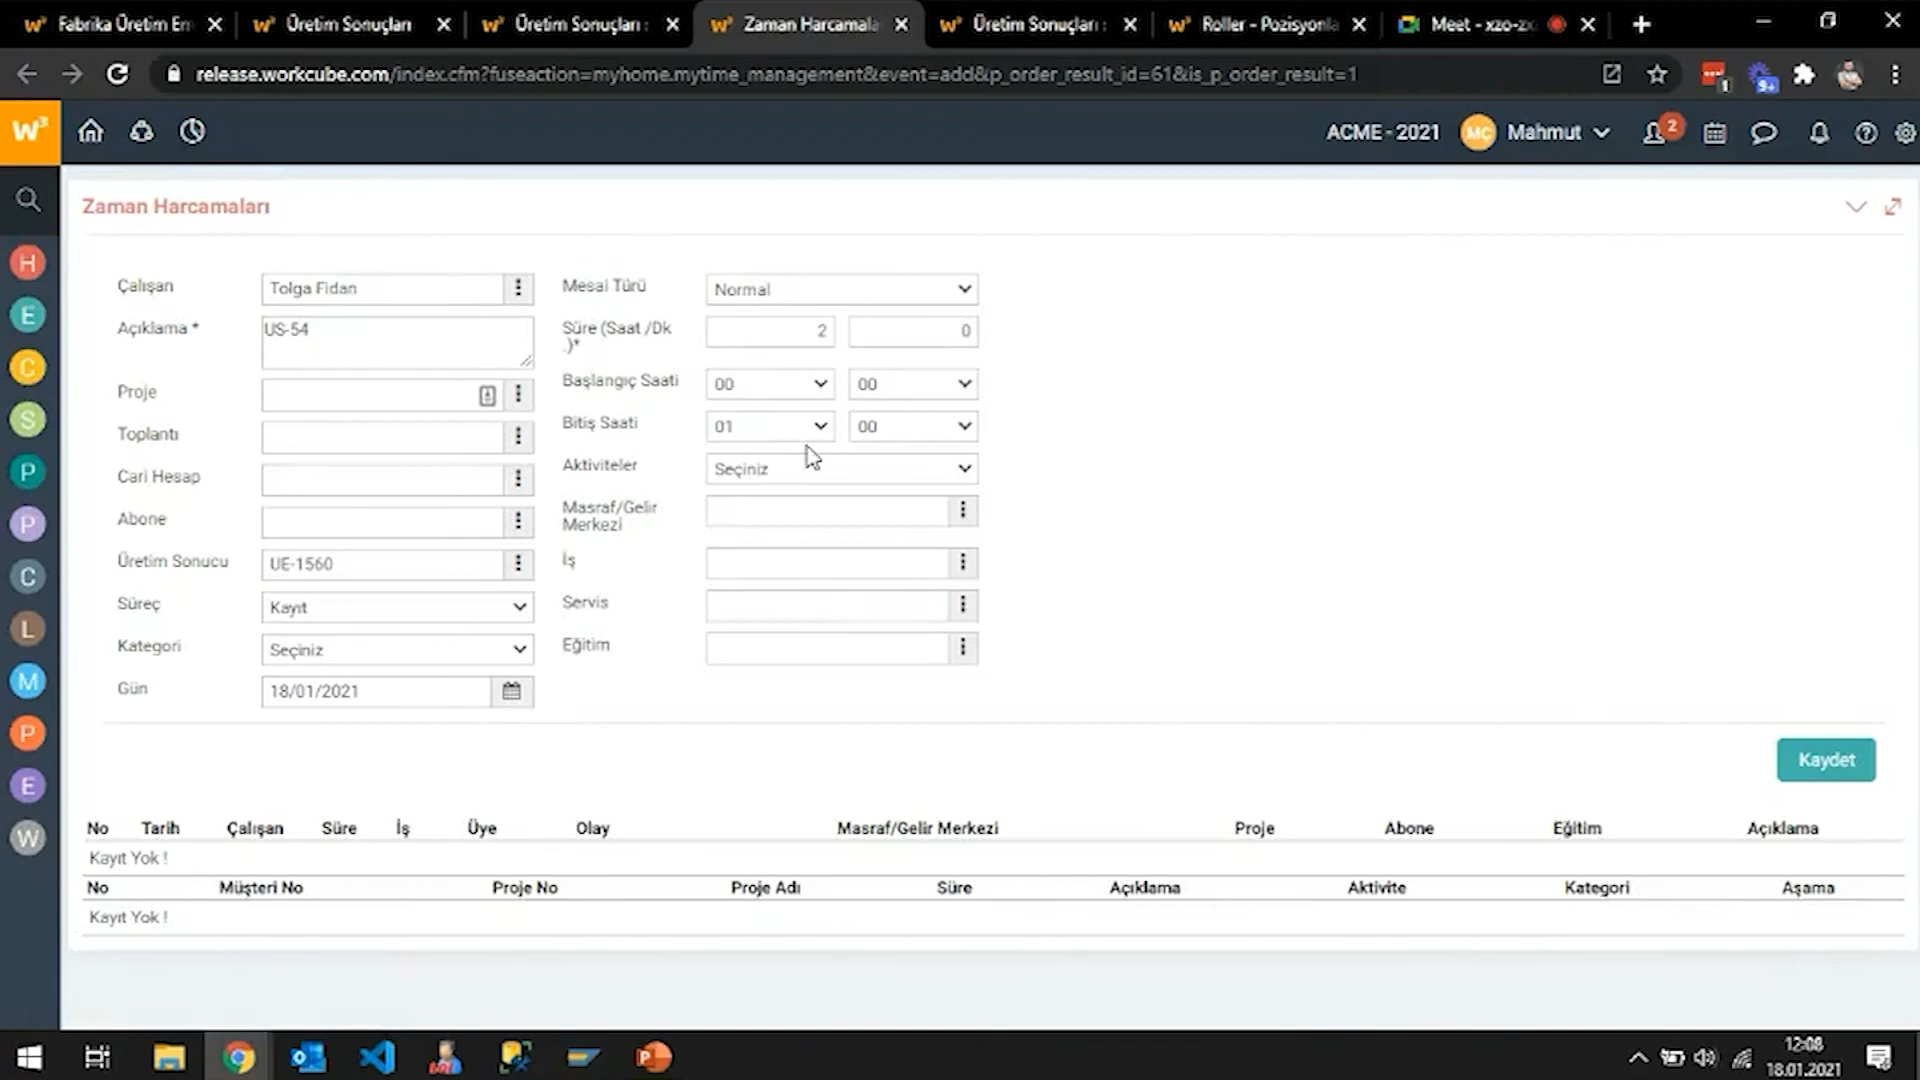 Fabrika Üretim Em
Üretim Sonuçları
Üretim Sonuçları :
Zaman Harcamala
Üretim Sonuçları :
Roller - Pozisyonla
Meet - xzo-zx
release.workcube.com/index.cfm?fuseaction=myhome.mytime_management&event=add&p_order_result_id=61&is_p_order_result=1
1
9+
W³
ACME - 2021
MC
Mahmut
2
Zaman Harcamaları
H
E
C
S
P
P
C
L
M
P
E
W
Çalışan
Tolga Fidan
Açıklama *
US-54
Proje
Toplantı
Cari Hesap
Abone
Üretim Sonucu
UE-1560
Süreç
Kayıt
Kategori
Seçiniz
Gün
18/01/2021
Mesai Türü
Normal
Süre (Saat /Dk
.)*
2
0
Başlangıç Saati
00
00
Bitiş Saati
01
00
Aktiviteler
Seçiniz
Masraf/Gelir
Merkezi
İş
Servis
Eğitim
Kaydet
No Tarih Çalışan Süre İş Üye Olay Masraf/Gelir Merkezi Proje Abone Eğitim Açıklama
Kayıt Yok !
No Müşteri No Proje No Proje Adı Süre Açıklama Aktivite Kategori Aşama
Kayıt Yok !
12:08
18.01.2021